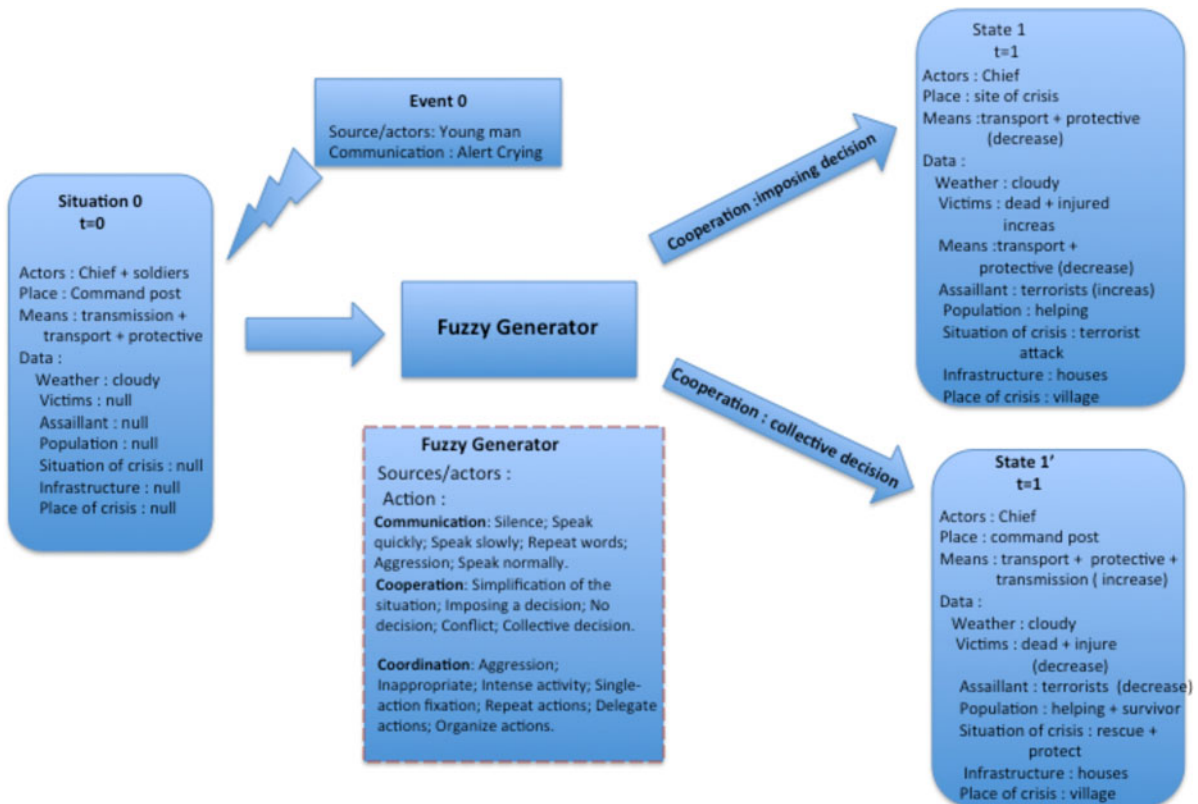 Situation 0
t=0
Actors : Chief + soldiers
Place : Command post
Means : transmission +
transport + protective
Data :
Weather : cloudy
Victims : null
Assaillant : null
Population : null
Situation of crisis : null
Infrastructure : null
Place of crisis : null
Event 0
Source/actors: Young man
Communication : Alert Crying
Fuzzy Generator
Fuzzy Generator
Sources/actors :
Action :
Communication: Silence; Speak
quickly; Speak slowly; Repeat words;
Aggression; Speak normally.
Cooperation: Simplification of the
situation; Imposing a decision; No
decision; Conflict; Collective decision.
Coordination: Aggression;
Inappropriate; Intense activity; Single-
action fixation; Repeat actions; Delegate
actions; Organize actions.
Cooperation :imposing decision
Cooperation : collective decision
State 1
t=1
Actors : Chief
Place : site of crisis
Means :transport + protective
(decrease)
Data :
Weather : cloudy
Victims : dead + injured
increas
Means :transport +
protective (decrease)
Assaillant : terrorists (increas)
Population : helping
Situation of crisis : terrorist
attack
Infrastructure : houses
Place of crisis : village
State 1'
t=1
Actors : Chief
Place : command post
Means : transport + protective +
transmission ( increase)
Data :
Weather : cloudy
Victims : dead + injure
(decrease)
Assaillant : terrorists (decrease)
Population : helping + survivor
Situation of crisis : rescue +
protect
Infrastructure : houses
Place of crisis : village